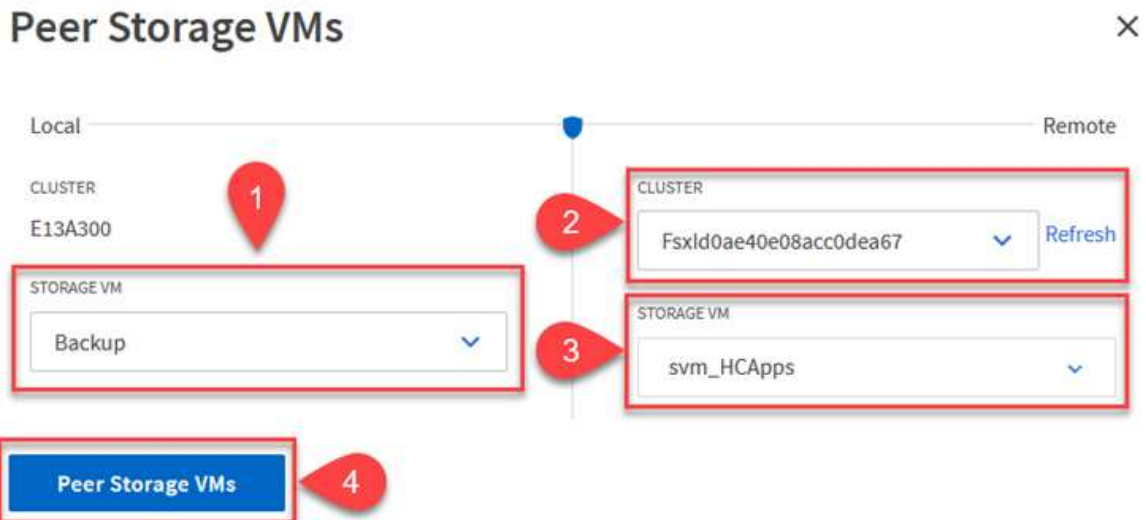 Peer Storage VMs
Local
Remote
CLUSTER
E13A300
1
STORAGE VM
Backup
2
CLUSTER
FsxId0ae40e08acc0dea67
Refresh
3
STORAGE VM
svm_HCApps
Peer Storage VMs
4